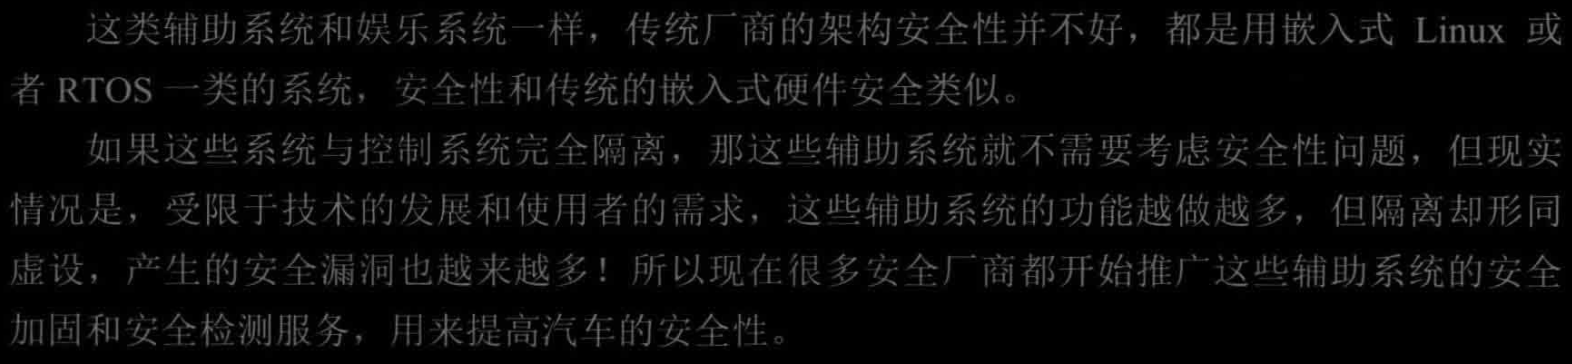 这类辅助系统和娱乐系统一样，传统厂商的架构安全性并不好，都是用嵌入式 Linux 或
者 RTOS 一类的系统，安全性和传统的嵌入式硬件安全类似。
如果这些系统与控制系统完全隔离，那这些辅助系统就不需要考虑安全性问题，但现实
情况是，受限于技术的发展和使用者的需求，这些辅助系统的功能越做越多，但隔离却形同
虚设，产生的安全漏洞也越来越多！所以现在很多安全厂商都开始推广这些辅助系统的安全
加固和安全检测服务，用来提高汽车的安全性。